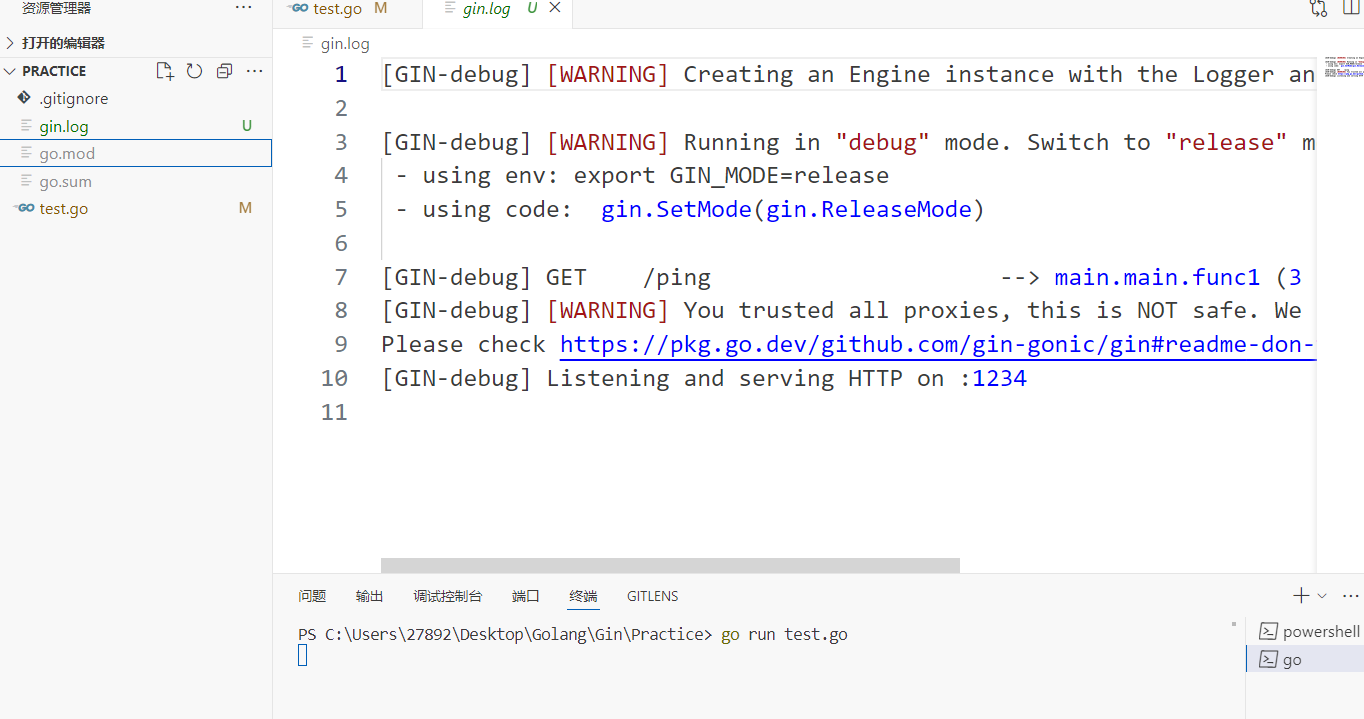 资源管理器
打开的编辑器
PRACTICE
.gitignore
gin.log U
go.mod
go.sum
GO test.go M
GO test.go M
gin.log U
gin.log
1 [GIN-debug] [WARNING] Creating an Engine instance with the Logger an
2
3 [GIN-debug] [WARNING] Running in "debug" mode. Switch to "release" m
4 - using env: export GIN_MODE=release
5 - using code: gin.SetMode(gin.ReleaseMode)
6
7 [GIN-debug] GET /ping --> main.main.func1 (3
8 [GIN-debug] [WARNING] You trusted all proxies, this is NOT safe. We
9 Please check https://pkg.go.dev/github.com/gin-gonic/gin#readme-don-
10 [GIN-debug] Listening and serving HTTP on :1234
11
问题 输出 调试控制台 端口 终端 GITLENS
PS C:\Users\27892\Desktop\Golang\Gin\Practice> go run test.go
powershell
go